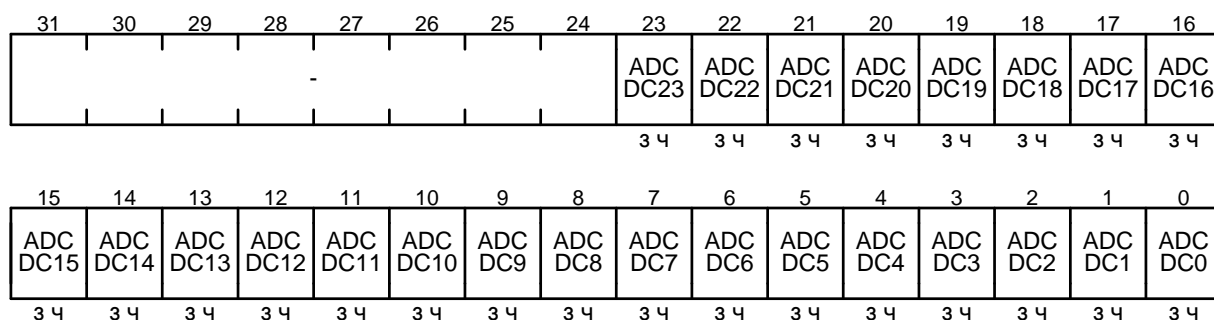 31 30 29 28 27 26 25 24 23 22 21 20 19 18 17 16
- ADC DC23 ADC DC22 ADC DC21 ADC DC20 ADC DC19 ADC DC18 ADC DC17 ADC DC16
з ч з ч з ч з ч з ч з ч з ч з ч
15 14 13 12 11 10 9 8 7 6 5 4 3 2 1 0
ADC DC15 ADC DC14 ADC DC13 ADC DC12 ADC DC11 ADC DC10 ADC DC9 ADC DC8 ADC DC7 ADC DC6 ADC DC5 ADC DC4 ADC DC3 ADC DC2 ADC DC1 ADC DC0
з ч з ч з ч з ч з ч з ч з ч з ч з ч з ч з ч з ч з ч з ч з ч з ч